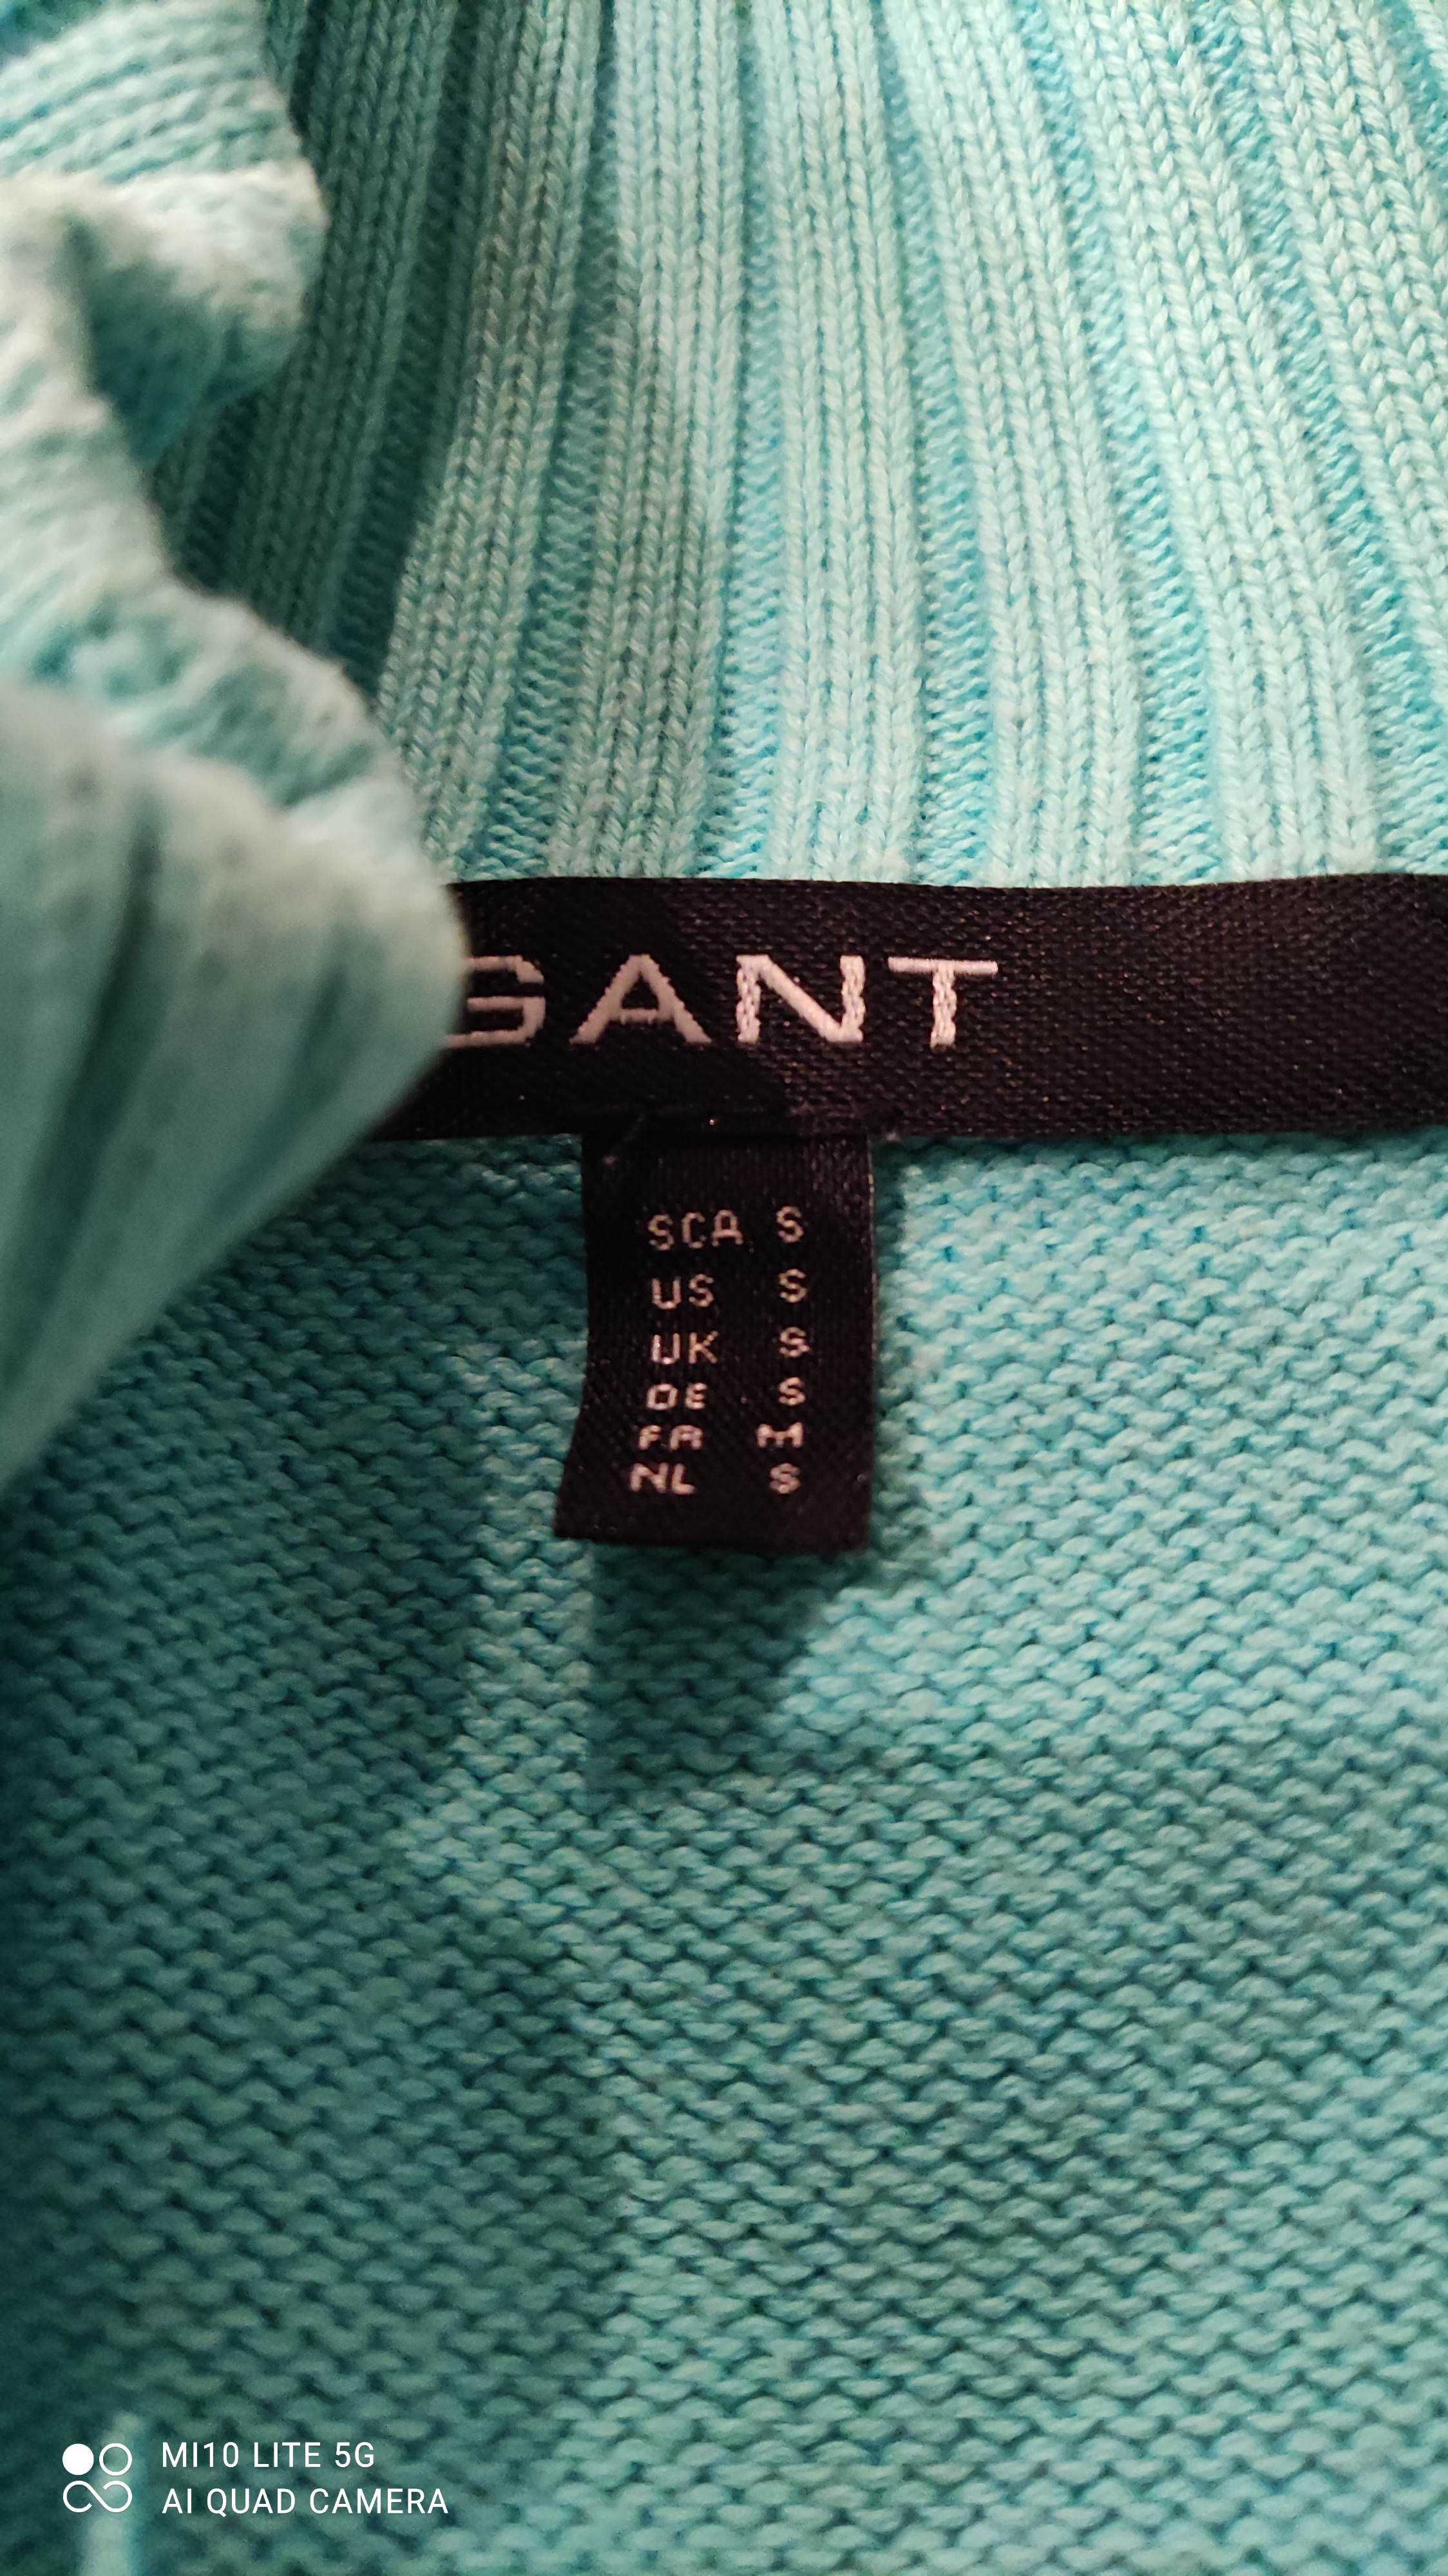 GANT
SCA S
US S
UK S
DE S
FR M
NL S
MI10 LITE 5G
AI QUAD CAMERA